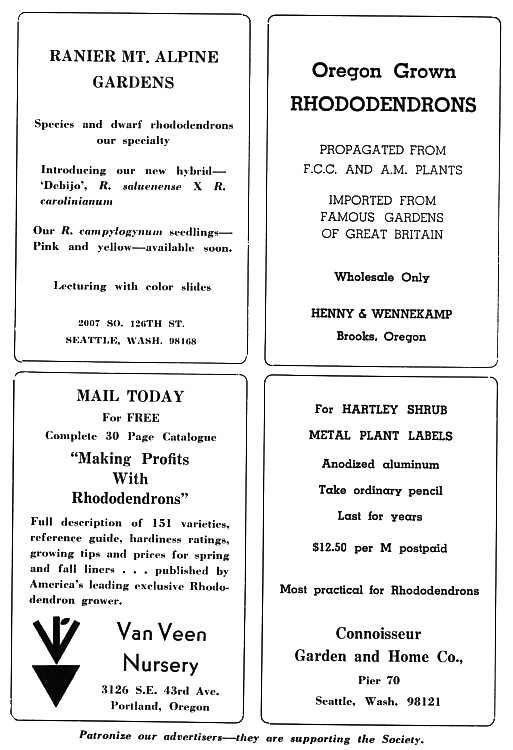 RANIER MT. ALPINE
GARDENS
Species and dwarf rhododendrons
our specialty
Introducing our new hybrid—
‘Debijo’, R. saluenense X R.
carolinianum
Our R. campylogynum seedlings—
Pink and yellow—available soon.
Lecturing with color slides
2007 SO. 126TH ST.
SEATTLE, WASH. 98168
Oregon Grown
RHODODENDRONS
PROPAGATED FROM
F.C.C. AND A.M. PLANTS
IMPORTED FROM
FAMOUS GARDENS
OF GREAT BRITAIN
Wholesale Only
HENNY & WENNEKAMP
Brooks, Oregon
MAIL TODAY
For FREE
Complete 30 Page Catalogue
“Making Profits
With
Rhododendrons”
Full description of 151 varieties,
reference guide, hardiness ratings,
growing tips and prices for spring
and fall liners . . . published by
America’s leading exclusive Rhodo-
dendron grower.
Van Veen
Nursery
3126 S.E. 43rd Ave.
Portland, Oregon
For HARTLEY SHRUB
METAL PLANT LABELS
Anodized aluminum
Take ordinary pencil
Last for years
$12.50 per M postpaid
Most practical for Rhododendrons
Connoisseur
Garden and Home Co.,
Pier 70
Seattle, Wash. 98121
Patronize our advertisers—they are supporting the Society.